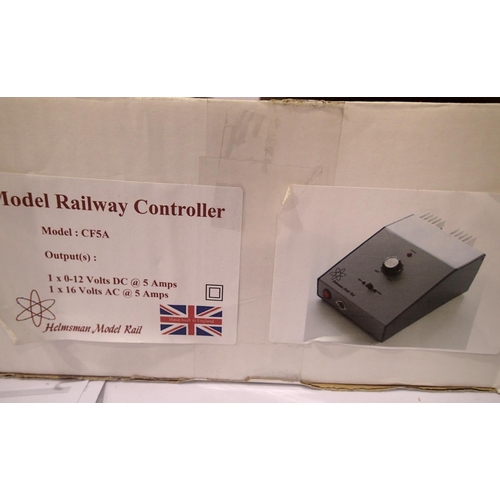 Model Railway Controller
Model : CF5A
Output(s) :
1 x 0-12 Volts DC @ 5 Amps
1 x 16 Volts AC @ 5 Amps
Helmsman Model Rail